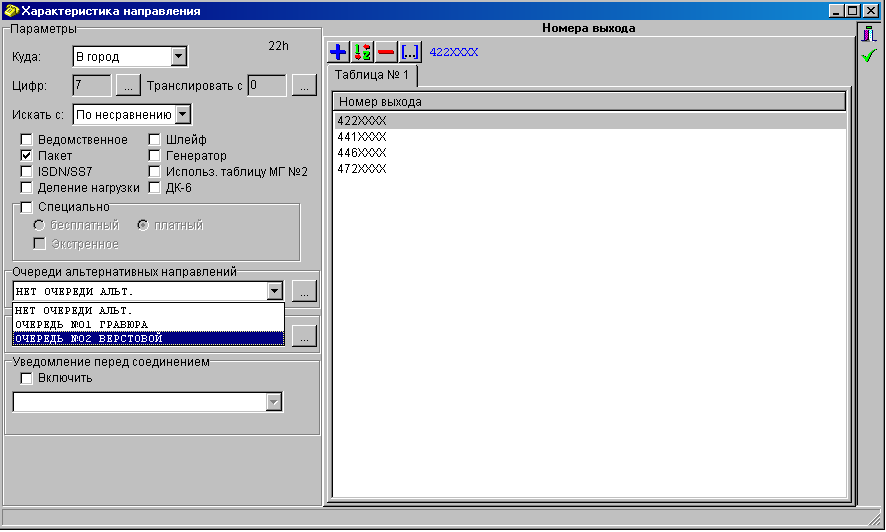 Характеристика направления
Параметры
22h
Куда: В город
Цифр: 7 ... Транслировать с 0 ...
Искать с: По несравнению
Ведомственное Шлейф
Пакет Генератор
ISDN/SS7 Использ. таблицу МГ №2
Деление нагрузки ДК-6
Специально
бесплатный платный
Экстренное
Очереди альтернативных направлений
НЕТ ОЧЕРЕДИ АЛЬТ. ...
НЕТ ОЧЕРЕДИ АЛЬТ.
ОЧЕРЕДЬ №01 ГРАВЮРА
ОЧЕРЕДЬ №02 ВЕРСТОВОЙ ...
Уведомление перед соединением
Включить
Номера выхода
[...] 422XXXX
Таблица № 1
Номер выхода
422XXXX
441XXXX
446XXXX
472XXXX